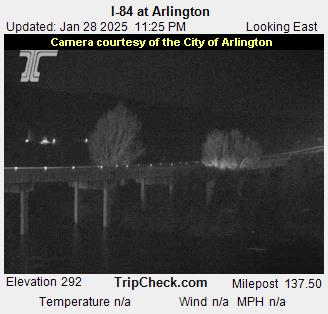 I-84 at Arlington
Updated: Jan 28 2025 11:25 PM Looking East
Camera courtesy of the City of Arlington
Elevation 292 TripCheck.com Milepost 137.50
Temperature n/a Wind n/a MPH n/a